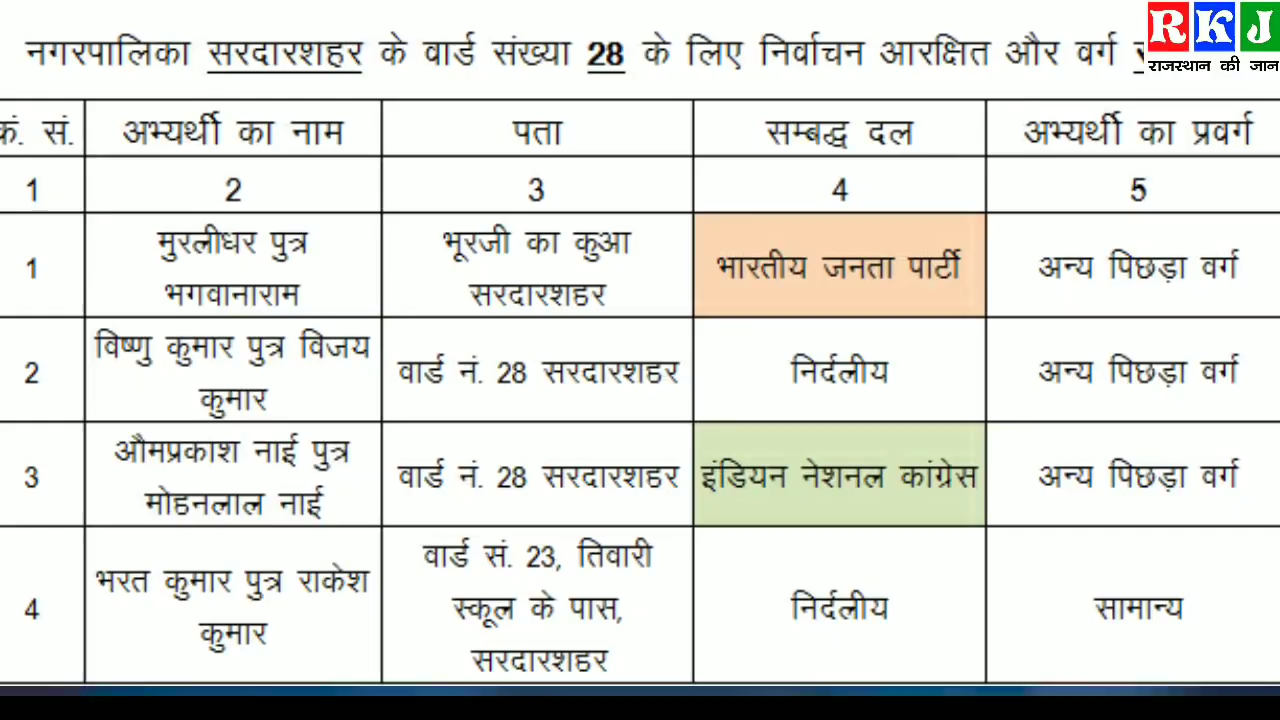 RKJ
राजस्थान की जान
नगरपालिका सरदारशहर के वार्ड संख्या 28 के लिए निर्वाचन आरक्षित और वर्ग
कं. सं. अभ्यर्थी का नाम पता सम्बद्ध दल अभ्यर्थी का प्रवर्ग
1 2 3 4 5
1 मुरलीधर पुत्र भूरजी का कुआ भारतीय जनता पार्टी अन्य पिछड़ा वर्ग
भगवानाराम सरदारशहर
2 विष्णु कुमार पुत्र विजय वार्ड नं. 28 सरदारशहर निर्दलीय अन्य पिछड़ा वर्ग
कुमार
3 औमप्रकाश नाई पुत्र वार्ड नं. 28 सरदारशहर इंडियन नेशनल कांग्रेस अन्य पिछड़ा वर्ग
मोहनलाल नाई
4 भरत कुमार पुत्र राकेश वार्ड सं. 23, तिवारी निर्दलीय सामान्य
कुमार स्कूल के पास,
सरदारशहर